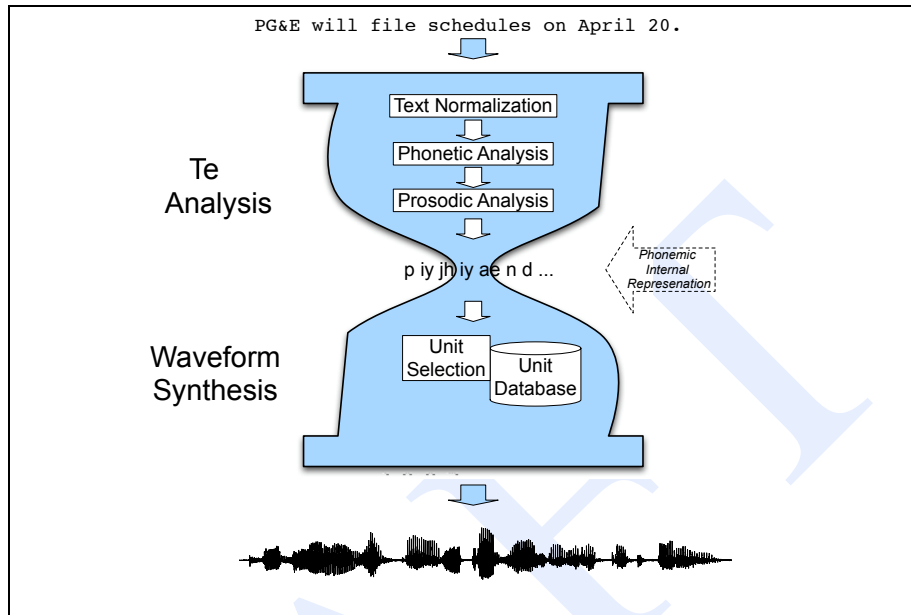 PG&E will file schedules on April 20.
Text Normalization
Phonetic Analysis
Prosodic Analysis
Te
Analysis
p iy jh iy ae n d ...
Phonemic
Internal
Represenation
Waveform
Synthesis
Unit
Selection
Unit
Database